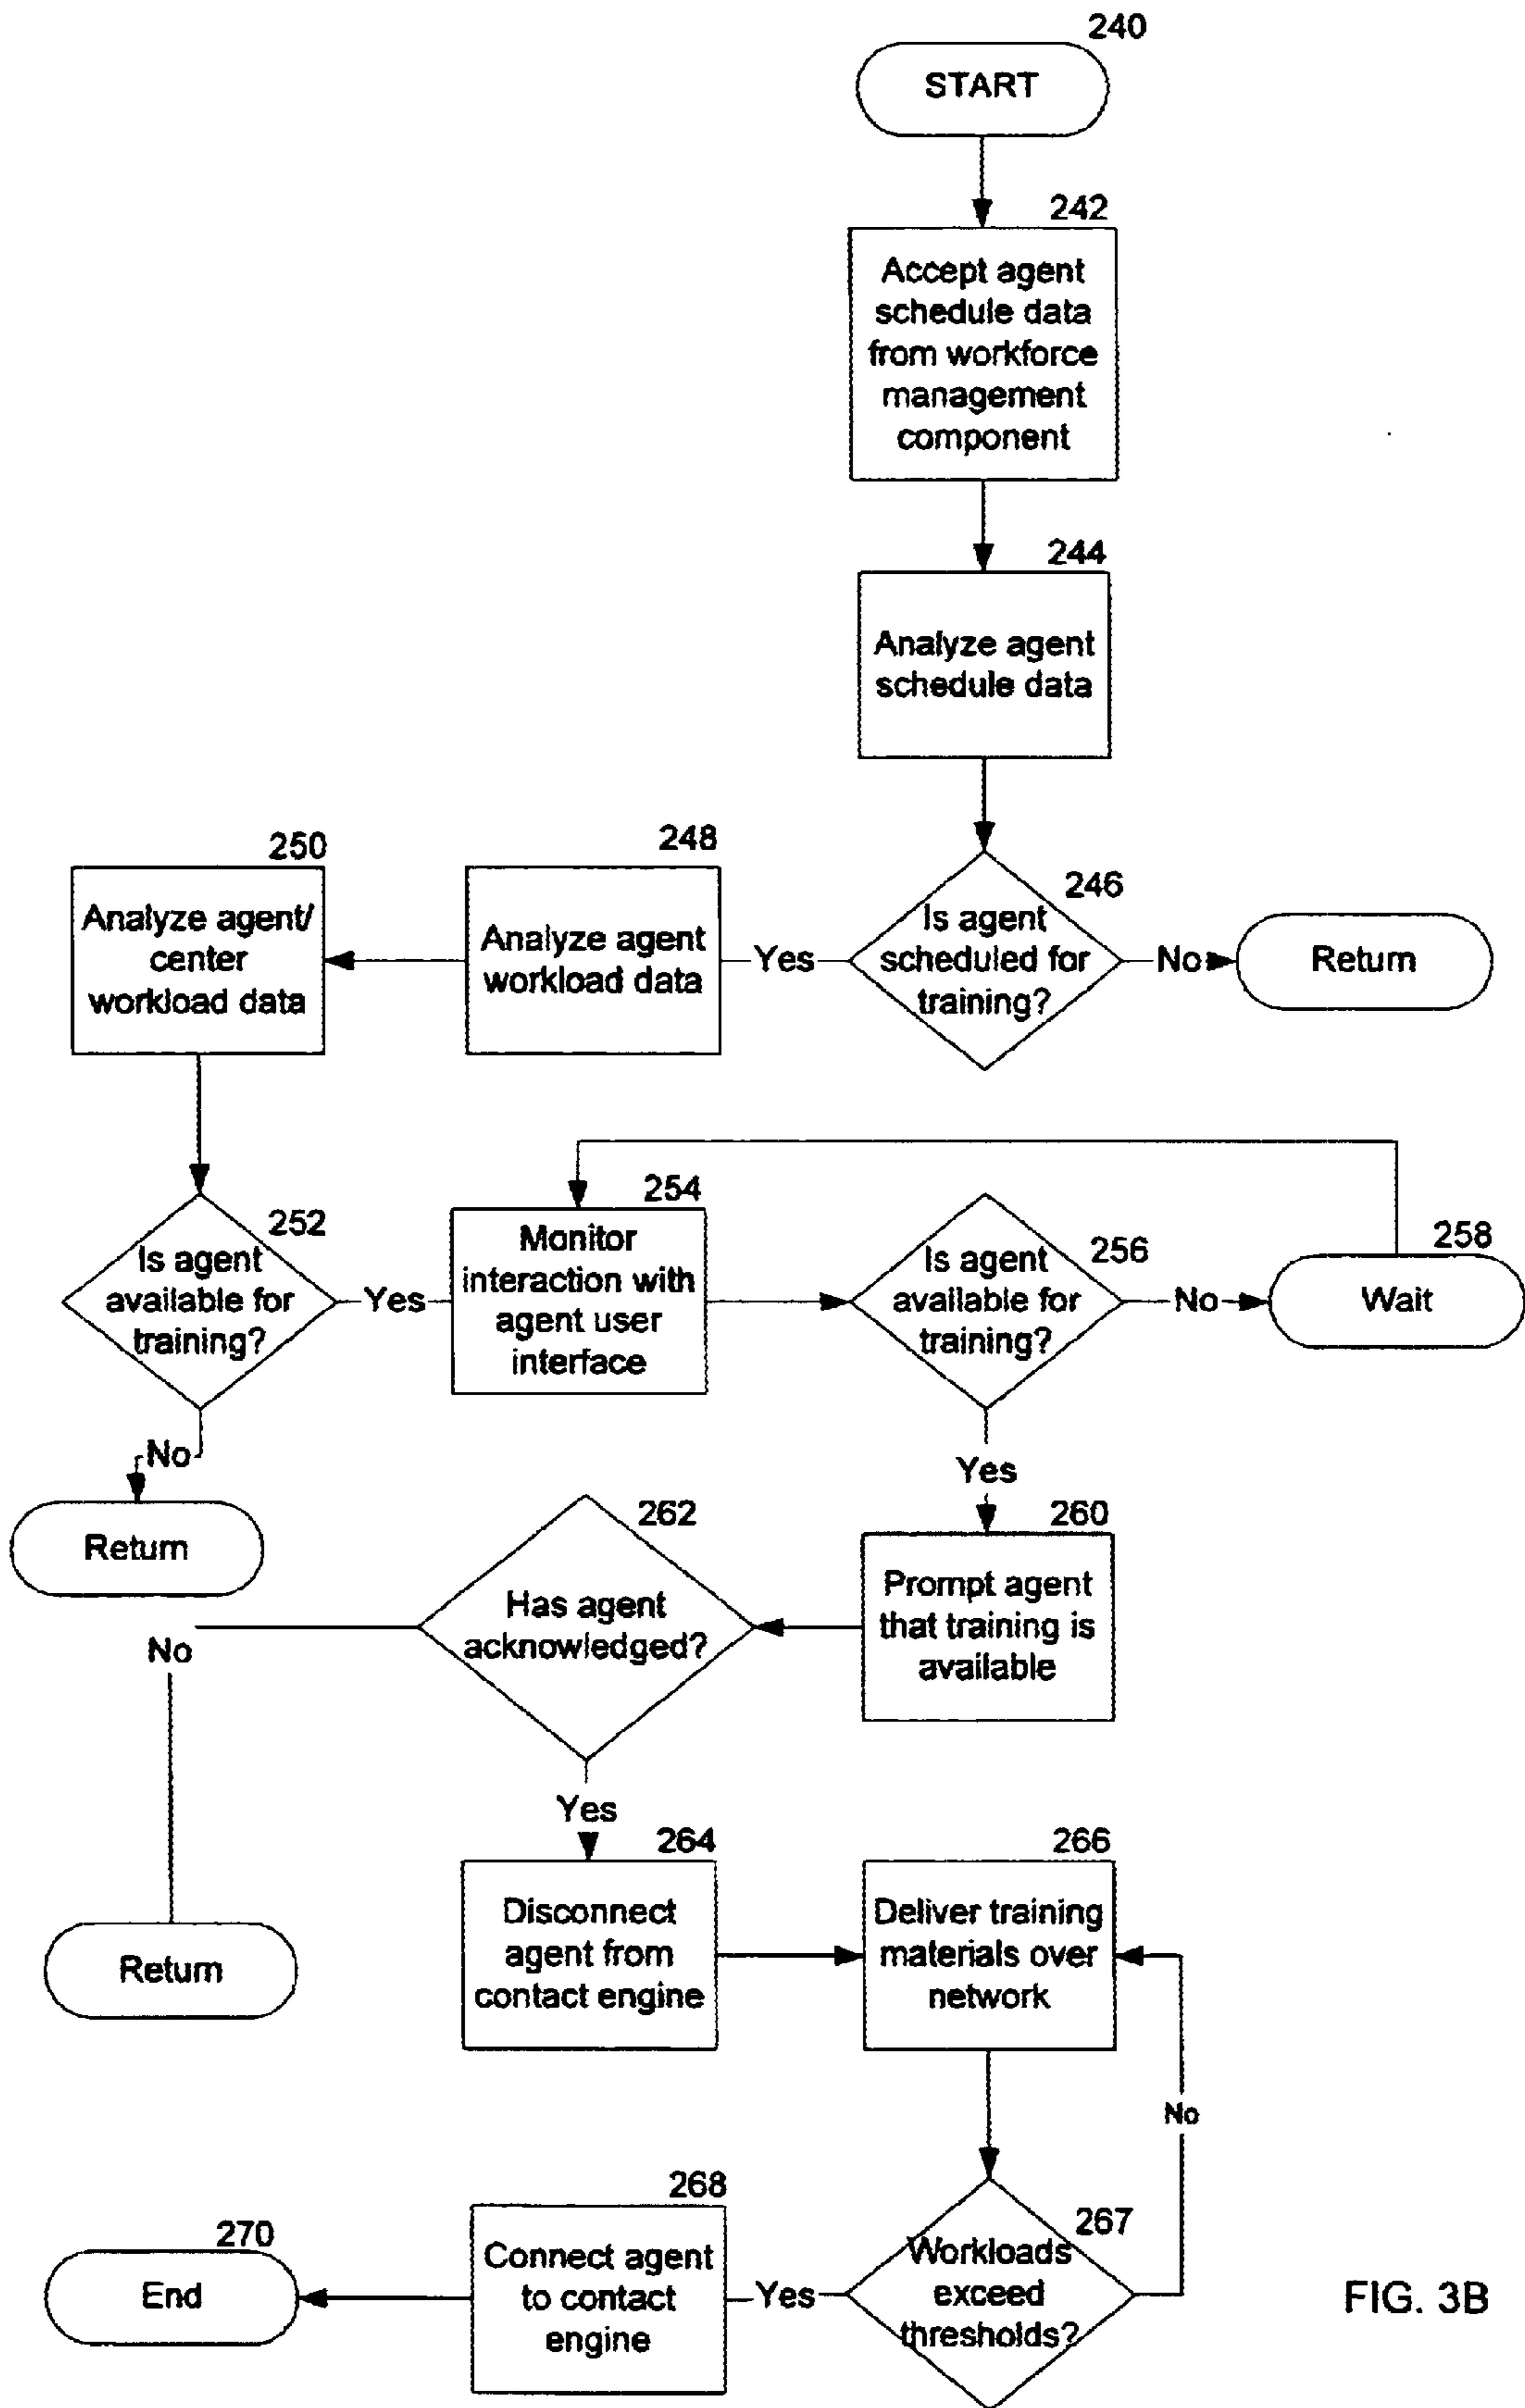 240
START
242
Accept agent
schedule data
from workforce
management
component
244
Analyze agent
schedule data
250
Analyze agent/
center
workload data
248
Analyze agent
workload data
Yes
246
Is agent
scheduled for
training?
No
Return
252
Is agent
available for
training?
Yes
No
Return
254
Monitor
interaction with
agent user
interface
256
Is agent
available for
training?
No
258
Wait
Yes
260
Prompt agent
that training is
available
262
Has agent
acknowledged?
No
Return
Yes
264
Disconnect
agent from
contact engine
266
Deliver training
materials over
network
No
267
Workloads
exceed
thresholds?
Yes
268
Connect agent
to contact
engine
270
End
FIG. 3B